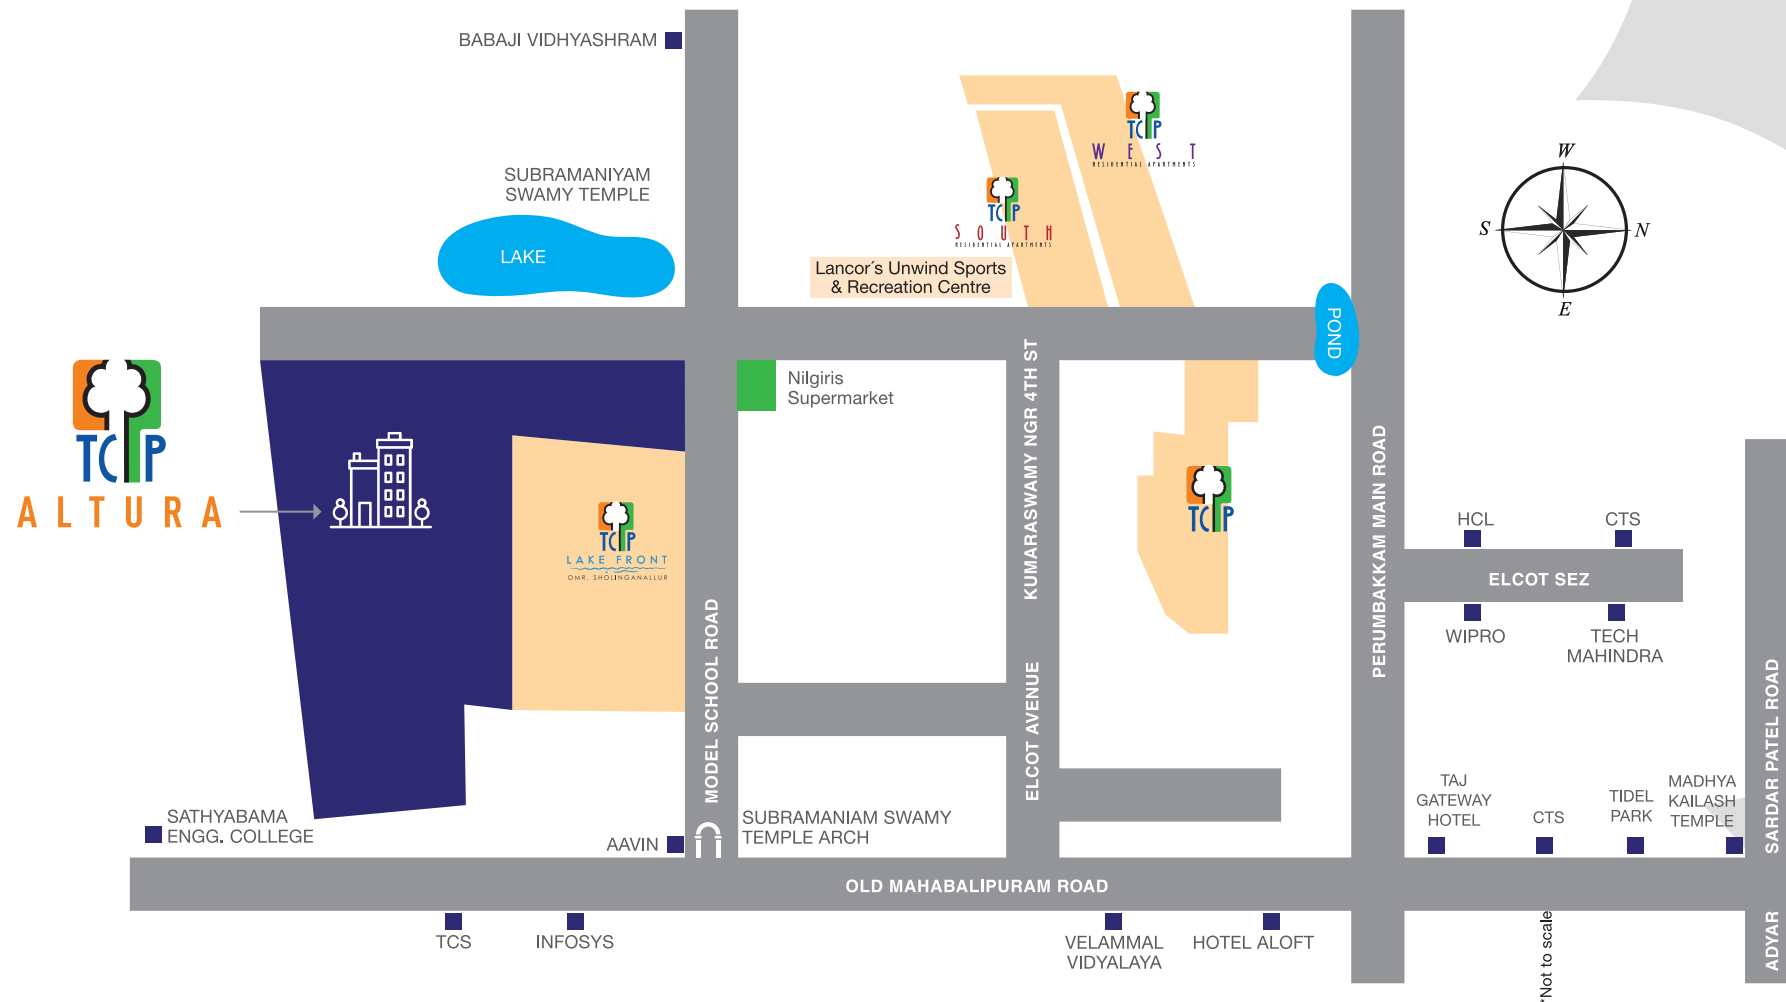 BABAJI VIDHYASHRAM
SUBRAMANIYAM
SWAMY TEMPLE
LAKE
TCP
WEST
RESIDENTIAL APARTMENTS
TCP
SOUTH
RESIDENTIAL APARTMENTS
Lancor´s Unwind Sports
& Recreation Centre
W
S
N
E
POND
Nilgiris
Supermarket
TCP
ALTURA
TCP
LAKE FRONT
OMR. SHOLINGANALLUR
TCP
KUMARASWAMY NGR 4TH ST
ELCOT AVENUE
MODEL SCHOOL ROAD
PERUMBAKKAM MAIN ROAD
HCL
CTS
ELCOT SEZ
WIPRO
TECH
MAHINDRA
SARDAR PATEL ROAD
ADYAR
TAJ
GATEWAY
HOTEL
CTS
TIDEL
PARK
MADHYA
KAILASH
TEMPLE
SATHYABAMA
ENGG. COLLEGE
AAVIN
SUBRAMANIAM SWAMY
TEMPLE ARCH
OLD MAHABALIPURAM ROAD
TCS
INFOSYS
VELAMMAL
VIDYALAYA
HOTEL ALOFT
*Not to scale